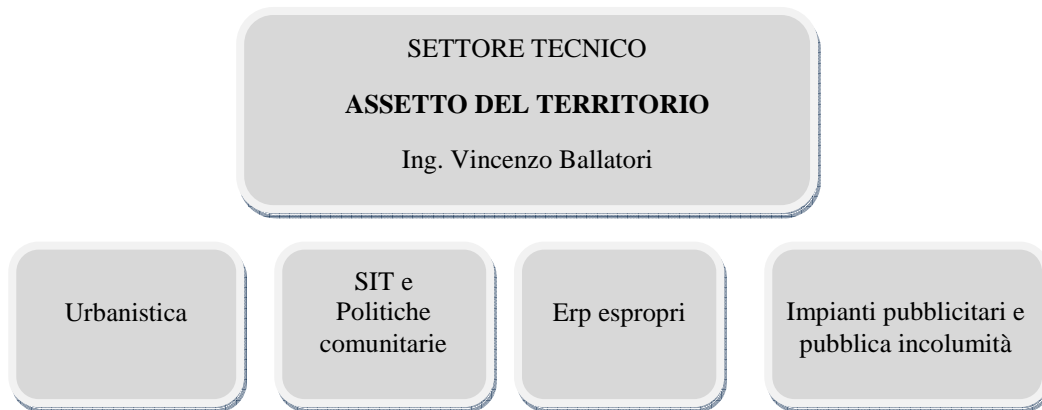 SETTORE TECNICO
ASSETTO DEL TERRITORIO
Ing. Vincenzo Ballatori
Urbanistica
SIT e
Politiche
comunitarie
Erp espropri
Impianti pubblicitari e
pubblica incolumità